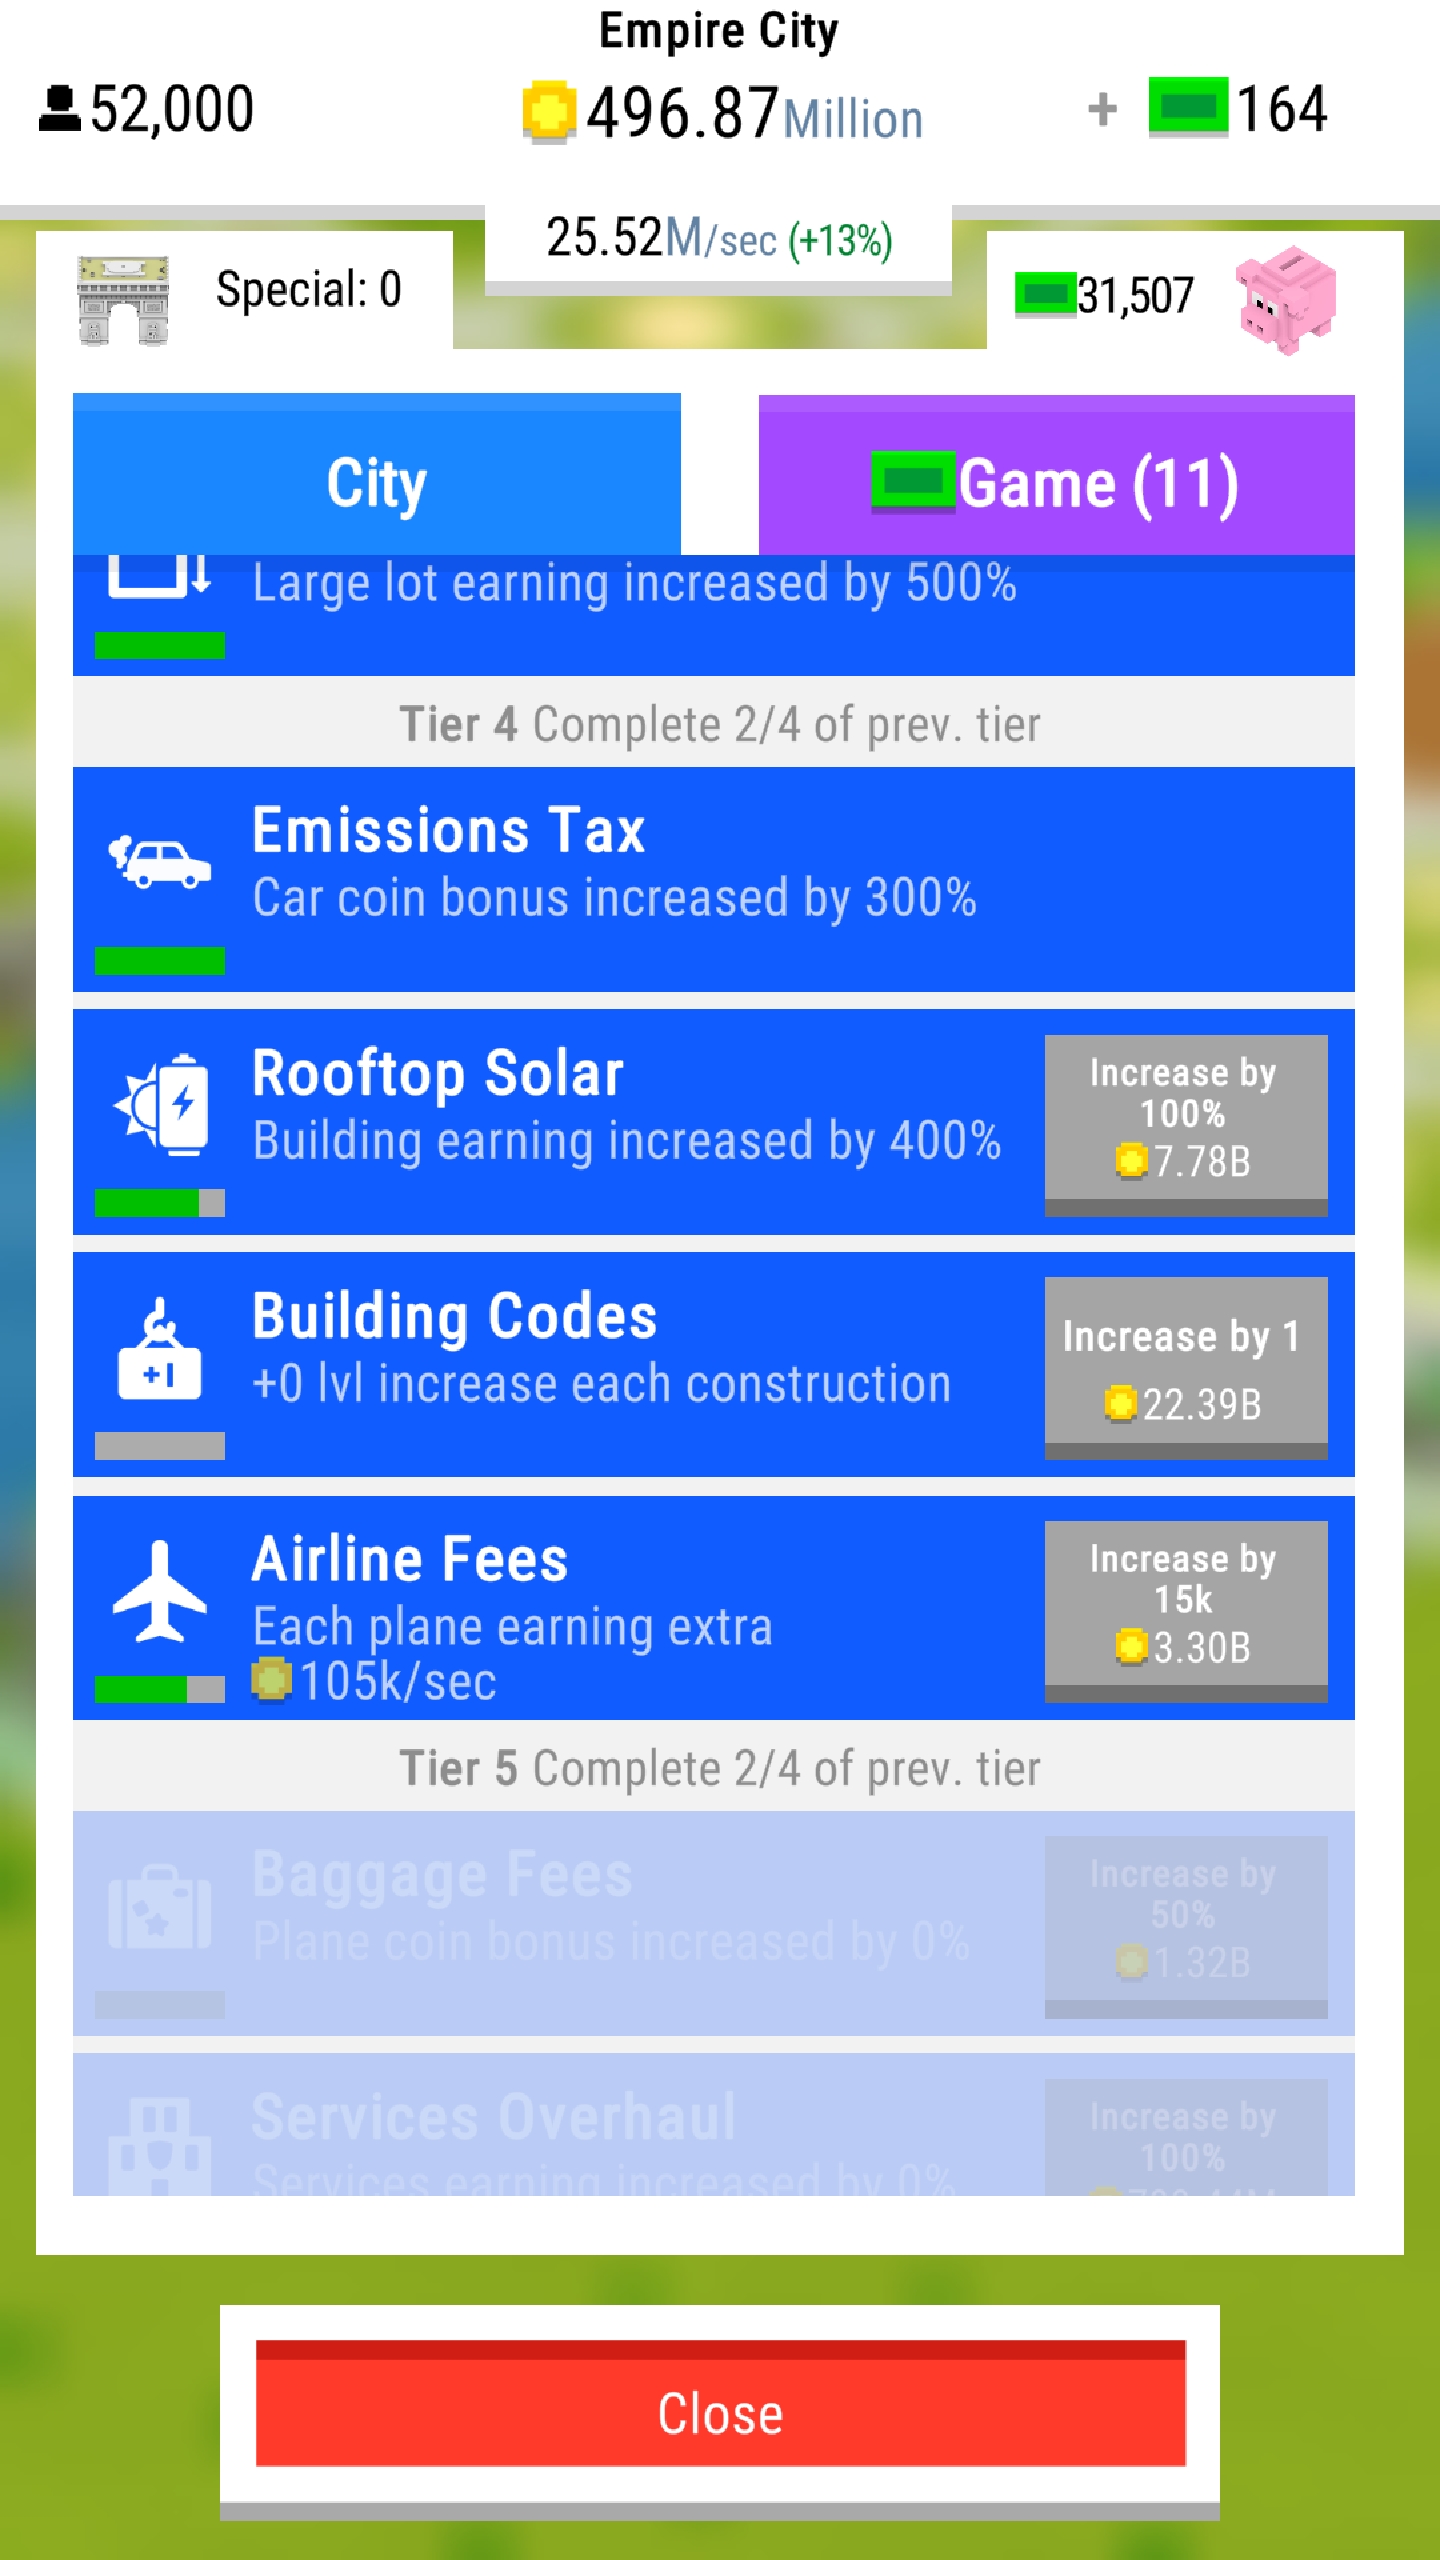 Empire City
52,000
496.87Million
+ 164
25.52M/sec (+13%)
Special: 0
31,507
City
Game (11)
Large lot earning increased by 500%
Tier 4 Complete 2/4 of prev. tier
Emissions Tax
Car coin bonus increased by 300%
Rooftop Solar
Building earning increased by 400%
Increase by
100%
7.78B
Building Codes
+0 lvl increase each construction
+1
Increase by 1
22.39B
Airline Fees
Each plane earning extra
105k/sec
Increase by
15k
3.30B
Tier 5 Complete 2/4 of prev. tier
Baggage Fees
Plane coin bonus increased by 0%
Increase by
50%
1.32B
Services Overhaul
Services earning increased by 0%
Increase by
100%
Close